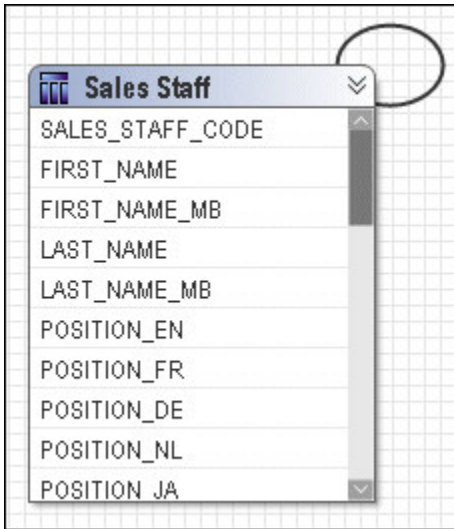 Sales Staff
SALES_STAFF_CODE
FIRST_NAME
FIRST_NAME_MB
LAST_NAME
LAST_NAME_MB
POSITION_EN
POSITION_FR
POSITION_DE
POSITION_NL
POSITION_JA